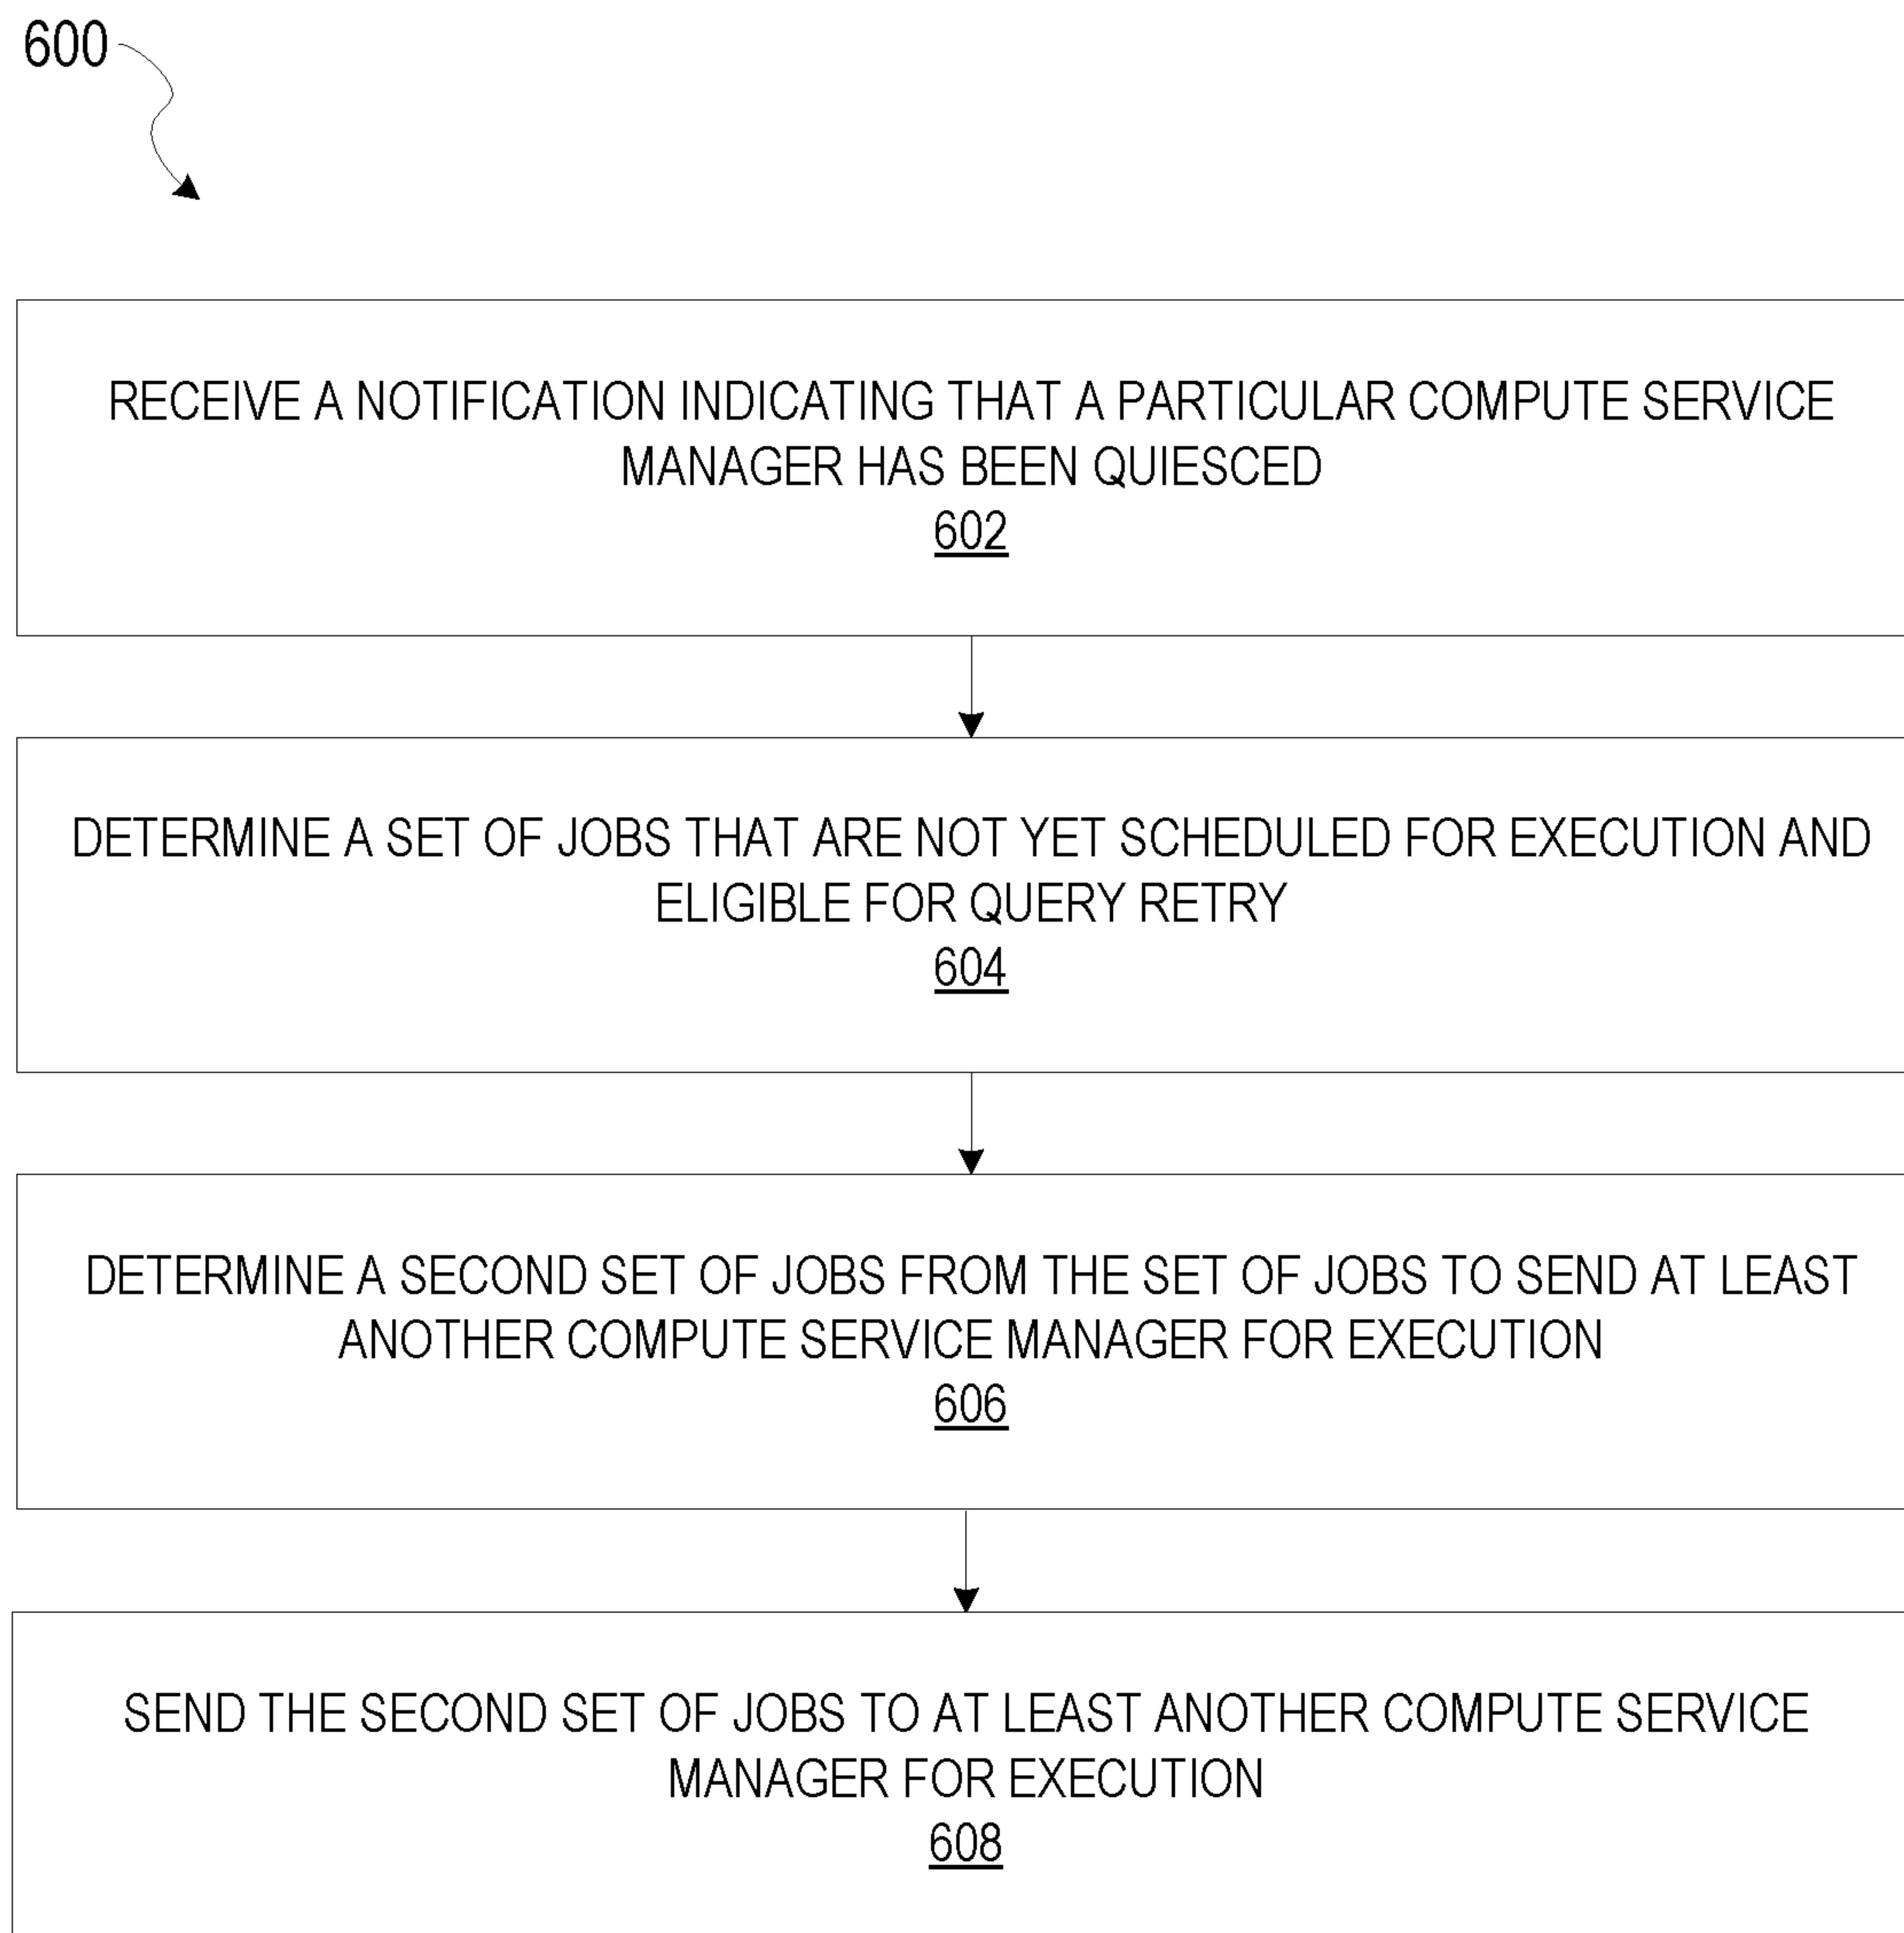 600
RECEIVE A NOTIFICATION INDICATING THAT A PARTICULAR COMPUTE SERVICE
MANAGER HAS BEEN QUIESCED
602
DETERMINE A SET OF JOBS THAT ARE NOT YET SCHEDULED FOR EXECUTION AND
ELIGIBLE FOR QUERY RETRY
604
DETERMINE A SECOND SET OF JOBS FROM THE SET OF JOBS TO SEND AT LEAST
ANOTHER COMPUTE SERVICE MANAGER FOR EXECUTION
606
SEND THE SECOND SET OF JOBS TO AT LEAST ANOTHER COMPUTE SERVICE
MANAGER FOR EXECUTION
608